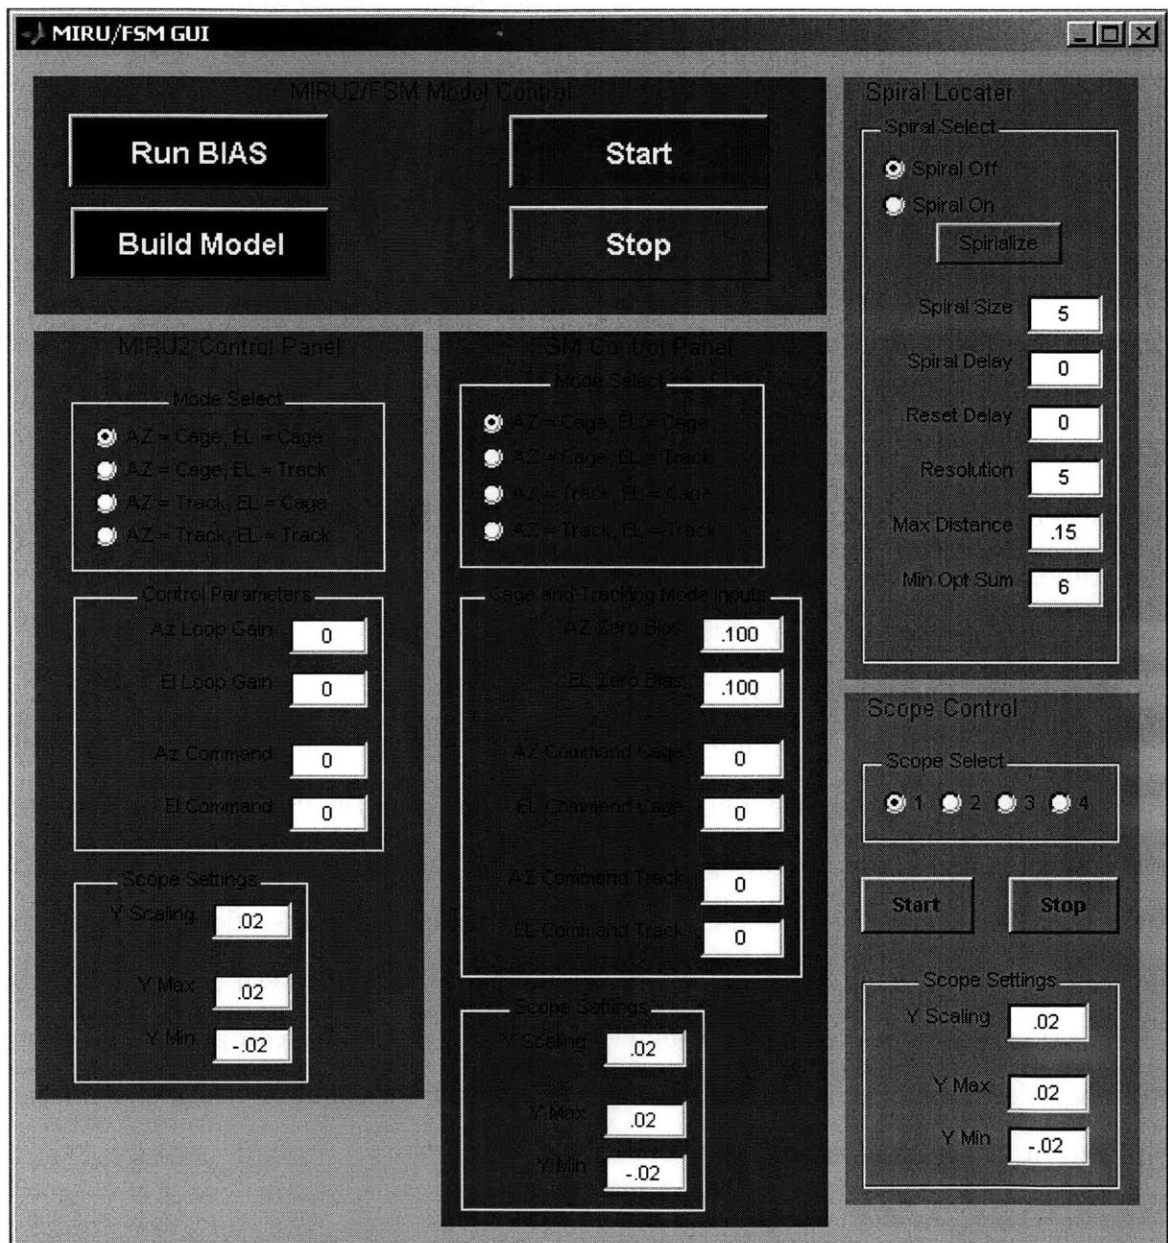 MIRU/FSM GUI
MIRU2/FSM Model Control
Run BIAS
Start
Build Model
Stop
MIRU2 Control Panel
Mode Select
AZ = Cage, EL = Cage
AZ = Cage, EL = Track
AZ = Track, EL = Cage
AZ = Track, EL = Track
Control Parameters
Az Loop Gain 0
El Loop Gain 0
Az Command 0
El Command 0
Scope Settings
Y Scaling .02
Y Max .02
Y Min -.02
FSM Control Panal
Mode Select
AZ = Cage, EL = Cage
AZ = Cage, EL = Track
AZ = Track, EL = Cage
AZ = Track, EL = Track
Cage and Tracking Mode Inputs
AZ Zero Bias .100
EL Zero Bias .100
AZ Command Cage 0
EL Command Cage 0
AZ Command Track 0
EL Command Track 0
Scope Settings
Y Scaling .02
Y Max .02
Y Min -.02
Spiral Locater
Spiral Select
Spiral Off
Spiral On
Spirialize
Spiral Size 5
Spiral Delay 0
Reset Delay 0
Resolution 5
Max Distance .15
Min Opt Sum 6
Scope Control
Scope Select
1 2 3 4
Start Stop
Scope Settings
Y Scaling .02
Y Max .02
Y Min -.02